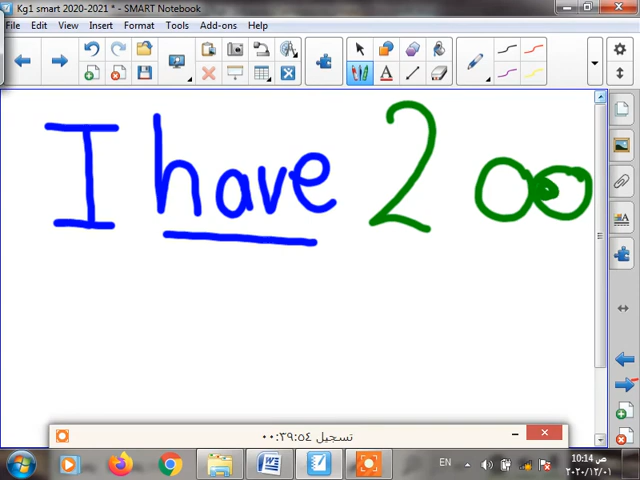 Kg1 smart 2020-2021 * - SMART Notebook
File Edit View Insert Format Tools Add-ons Help
I have 2
تسجيل ٠٠:٣٩:٥٤
EN
10:14 ص
٢٠٢٠/١٢/٠١